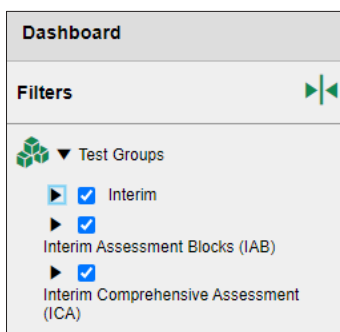 Dashboard
Filters
Test Groups
Interim
Interim Assessment Blocks (IAB)
Interim Comprehensive Assessment
(ICA)